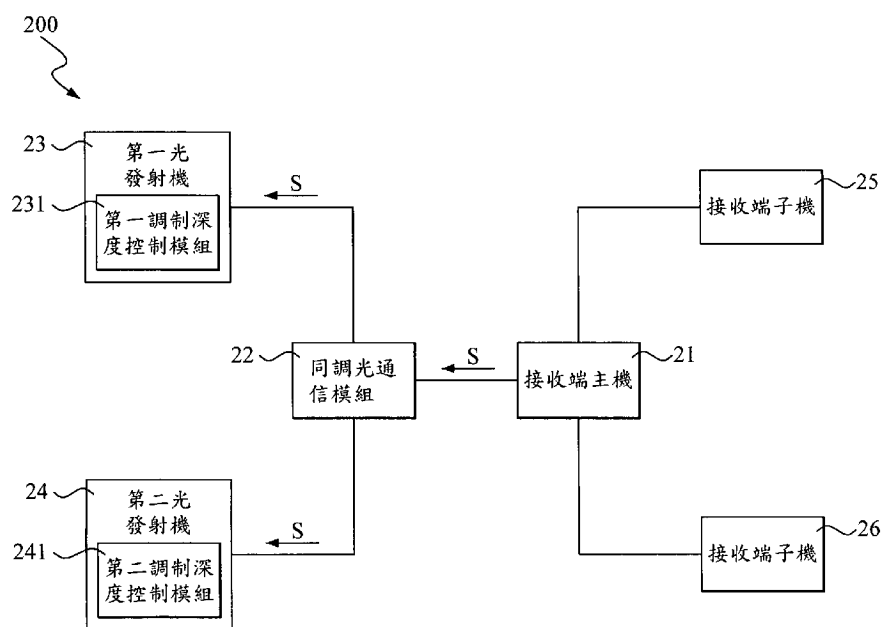 200
23
第一光
發射機
231
第一調制深
度控制模組
S
25
接收端子機
22
同調光通
信模組
S
21
接收端主機
24
第二光
發射機
241
第二調制深
度控制模組
S
26
接收端子機